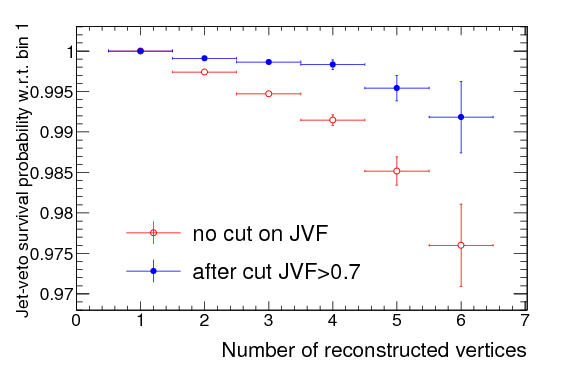 Jet-veto survival probability w.r.t. bin 1
1
0.995
0.99
0.985
0.98
0.975
0.97
no cut on JVF
after cut JVF>0.7
0 1 2 3 4 5 6 7
Number of reconstructed vertices